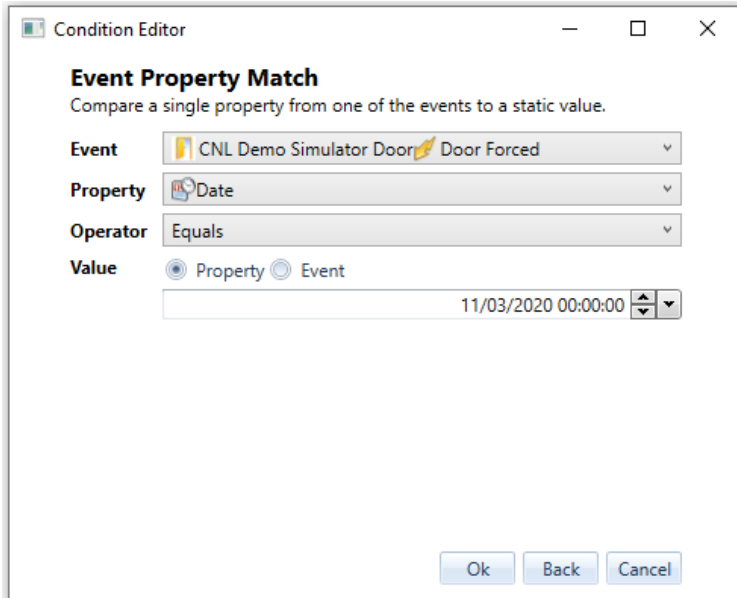 Condition Editor
Event Property Match
Compare a single property from one of the events to a static value.
Event CNL Demo Simulator Door Door Forced
Property Date
Operator Equals
Value Property Event
11/03/2020 00:00:00
Ok Back Cancel